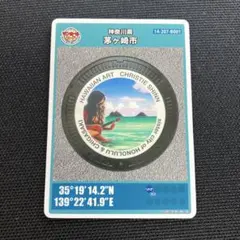 神奈川県
茅ヶ崎市
14-207-B001
HAWAIIAN ART CHRISTIE SHINN
sister city of HONOLULU & CHIGASAKI
35°19'14.2"N
139°22'41.9"E